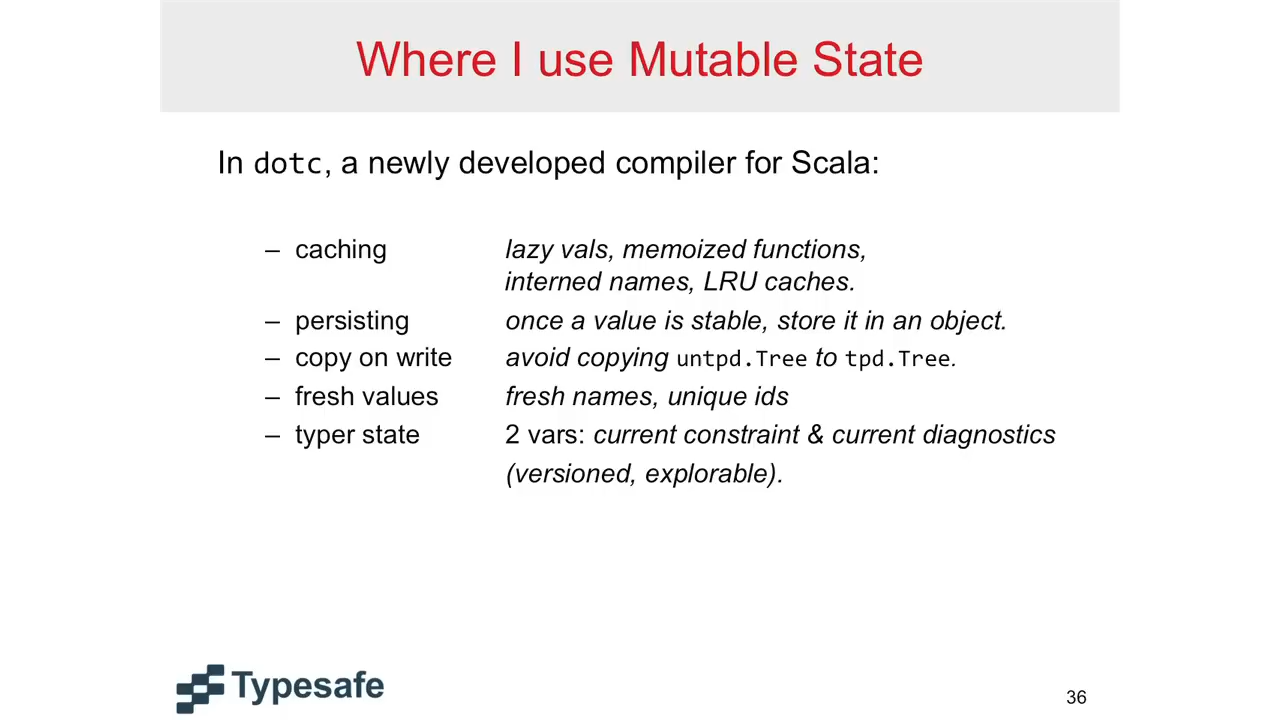 Where I use Mutable State
In dotc, a newly developed compiler for Scala:
– caching lazy vals, memoized functions,
interned names, LRU caches.
– persisting once a value is stable, store it in an object.
– copy on write avoid copying untpd.Tree to tpd.Tree.
– fresh values fresh names, unique ids
– typer state 2 vars: current constraint & current diagnostics
(versioned, explorable).
Typesafe
36